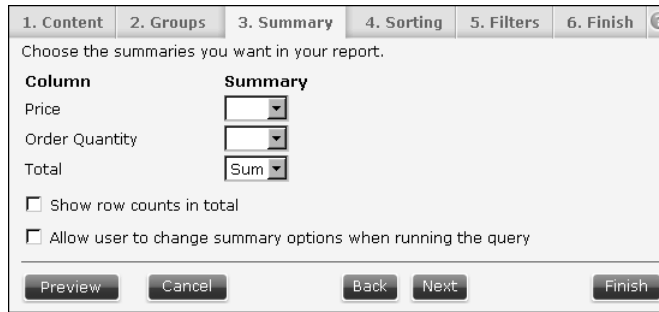 1. Content 2. Groups 3. Summary 4. Sorting 5. Filters 6. Finish
Choose the summaries you want in your report.
Column Summary
Price
Order Quantity
Total Sum
Show row counts in total
Allow user to change summary options when running the query
Preview Cancel Back Next Finish